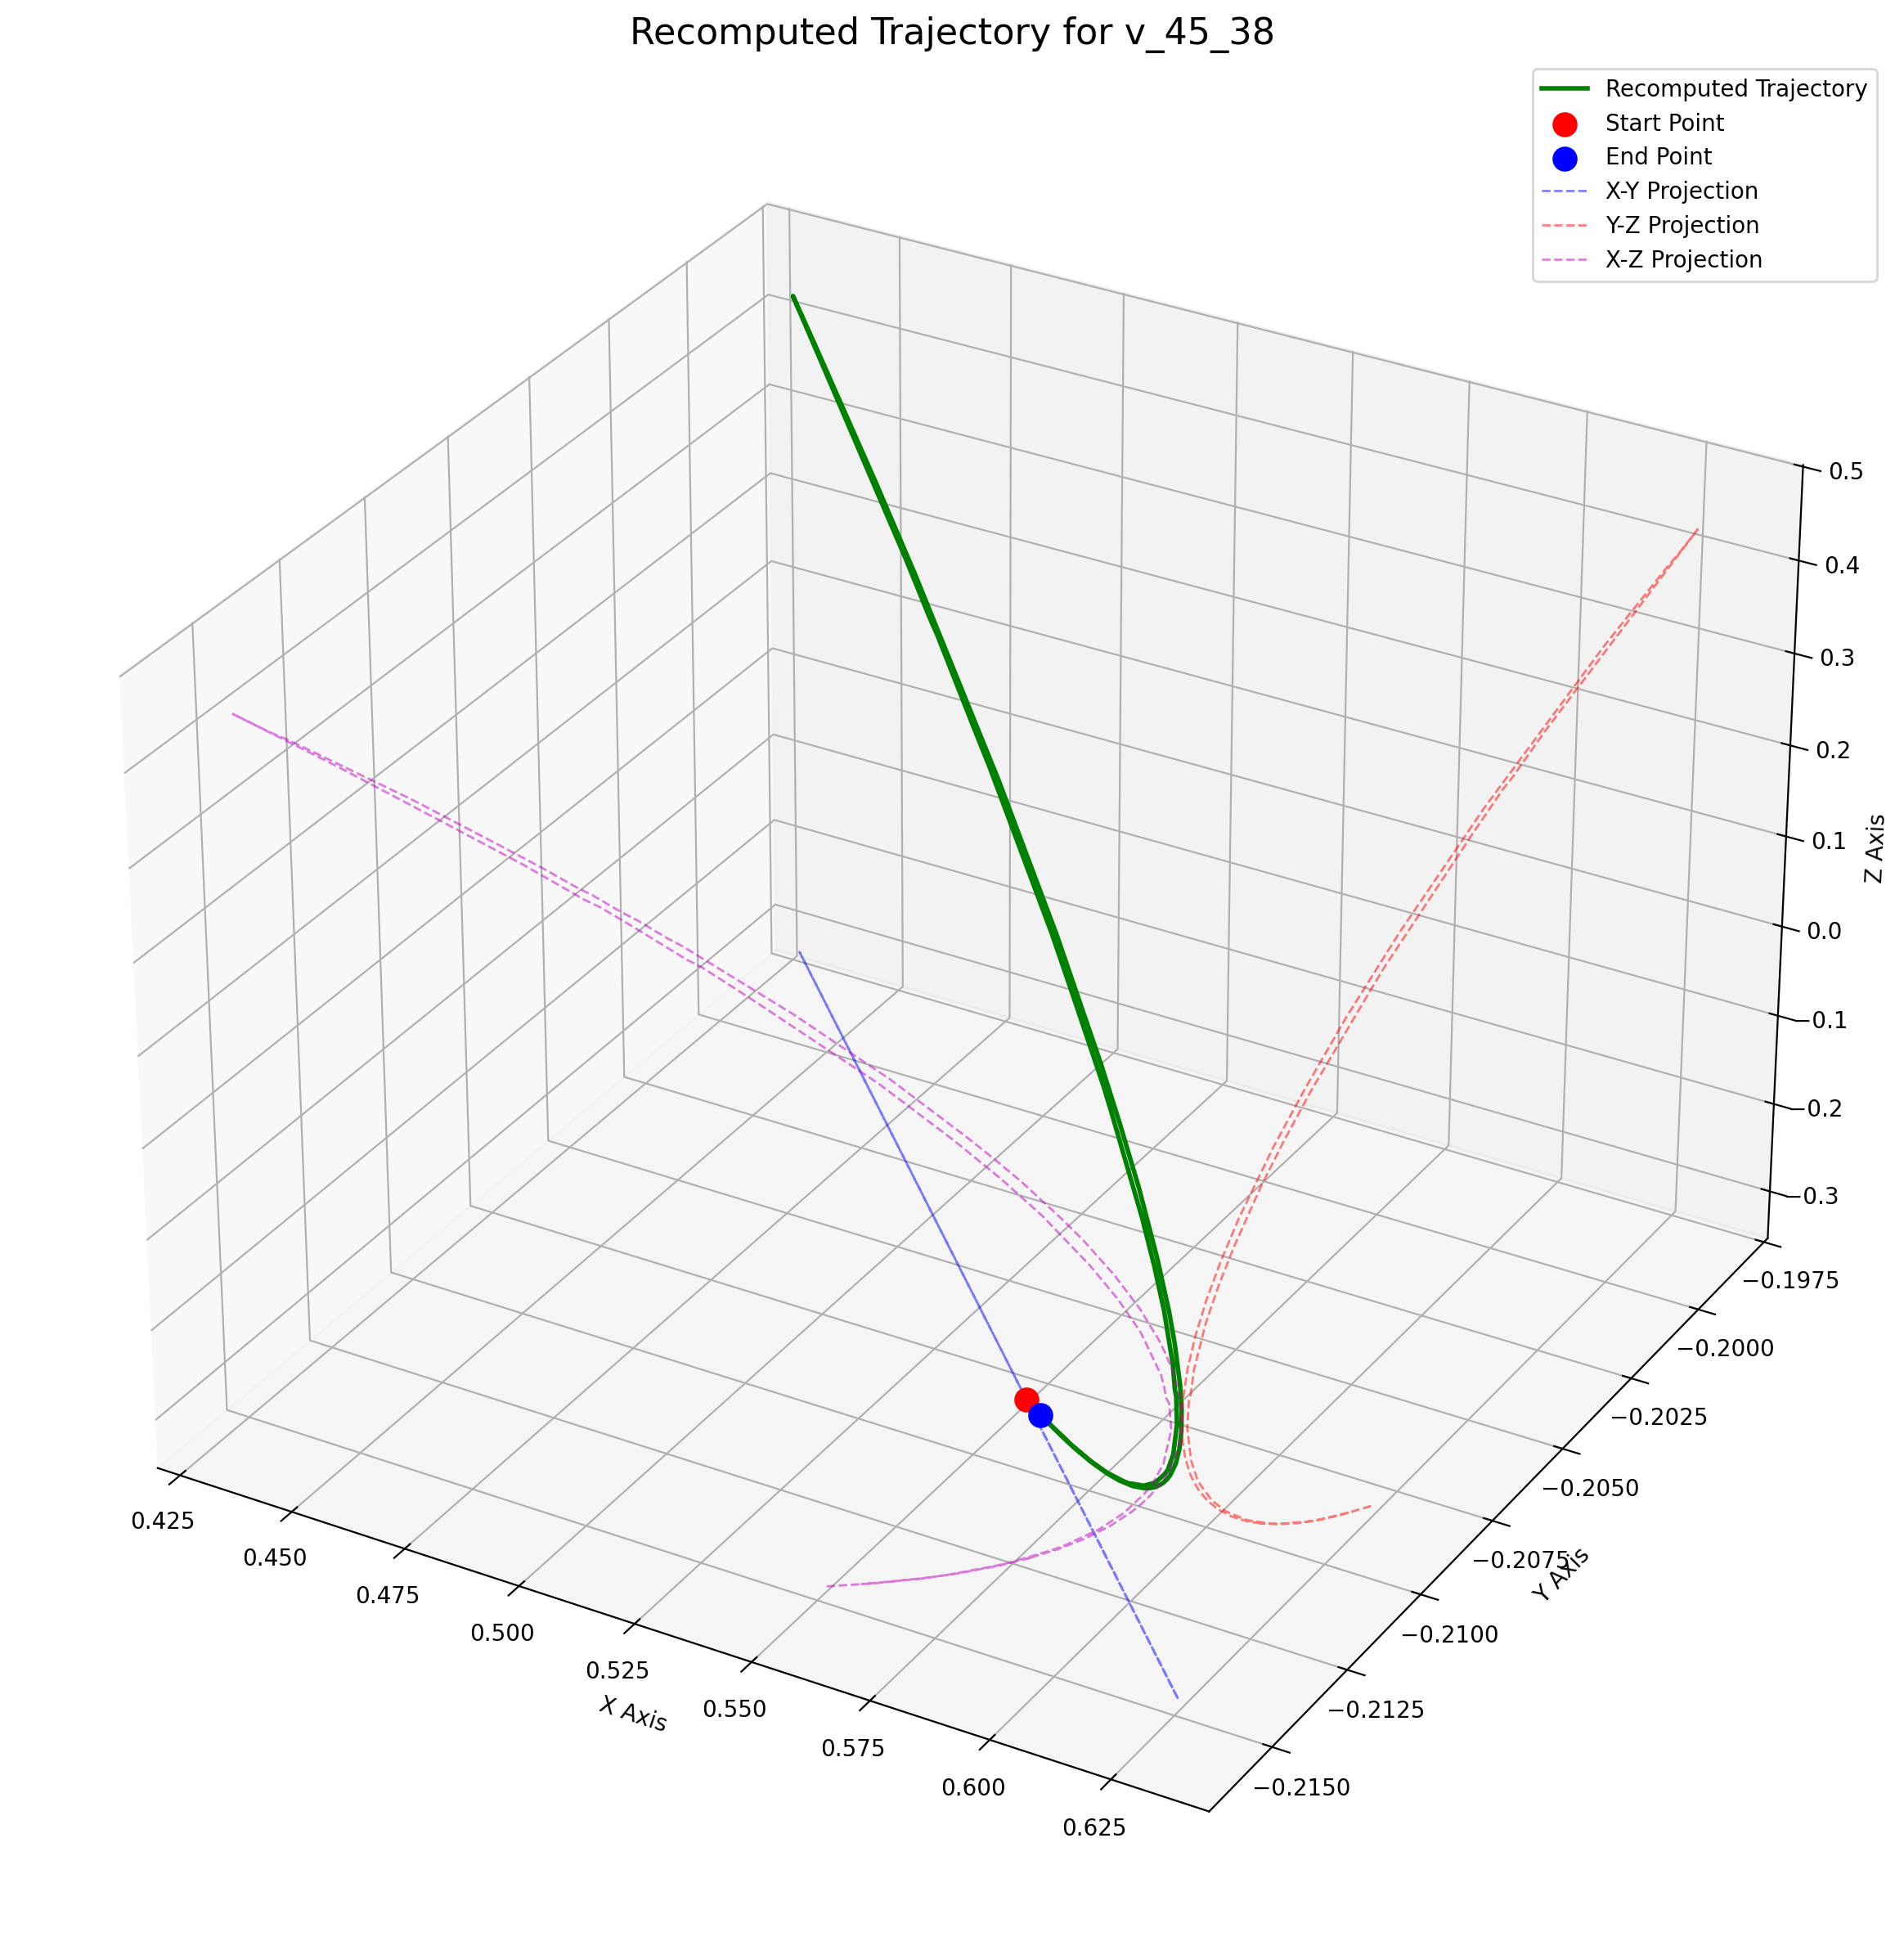 Recomputed Trajectory for v_45_38
Recomputed Trajectory
Start Point
End Point
X-Y Projection
Y-Z Projection
X-Z Projection
0.5
0.4
0.3
0.2
0.1
0.0
−0.1
−0.2
−0.3
Z Axis
−0.1975
−0.2000
−0.2025
−0.2050
−0.2075
−0.2100
−0.2125
−0.2150
Y Axis
0.425
0.450
0.475
0.500
0.525
0.550
0.575
0.600
0.625
X Axis